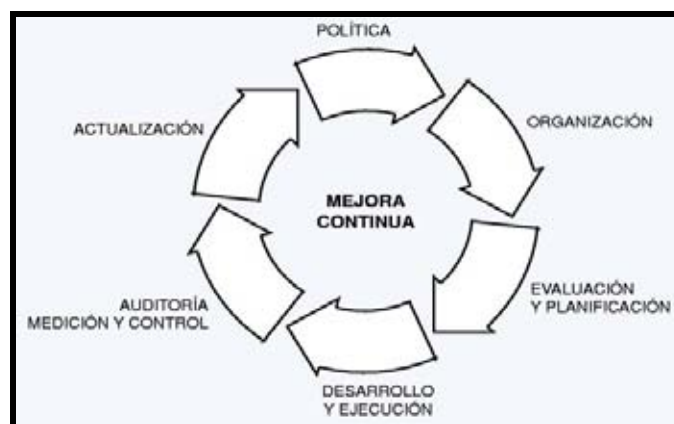 POLÍTICA
ORGANIZACIÓN
EVALUACIÓN
Y PLANIFICACIÓN
DESARROLLO
Y EJECUCIÓN
AUDITORÍA
MEDICIÓN Y CONTROL
ACTUALIZACIÓN
MEJORA
CONTINUA